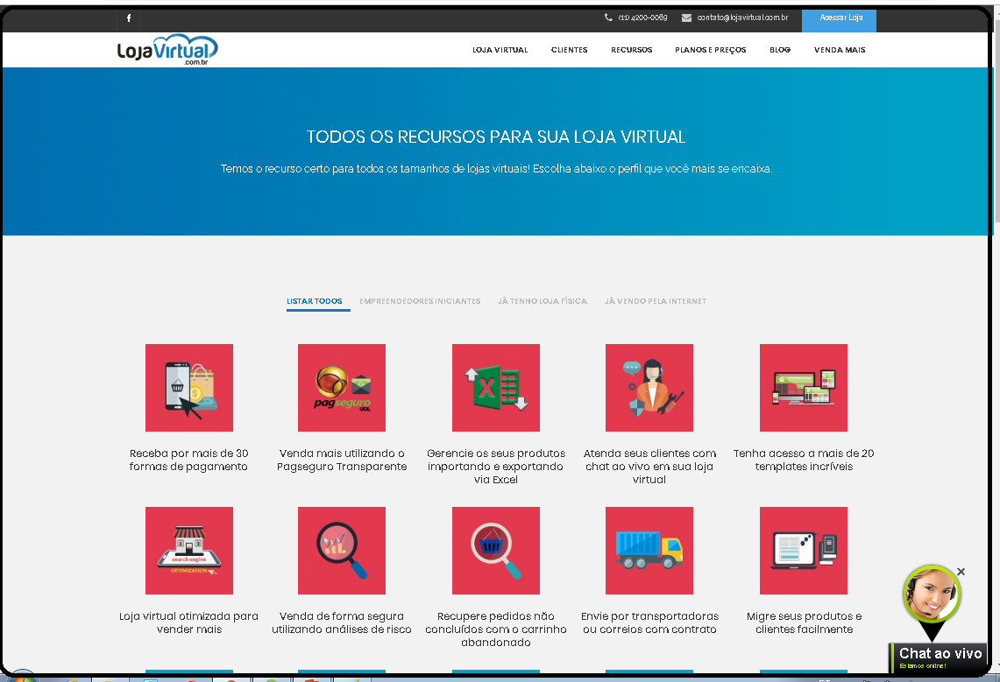 (11) 4200-0069
contato@lojavirtual.com.br
Acessar Loja
LojaVirtual
.com.br
LOJA VIRTUAL
CLIENTES
RECURSOS
PLANOS E PREÇOS
BLOG
VENDA MAIS
TODOS OS RECURSOS PARA SUA LOJA VIRTUAL
Temos o recurso certo para todos os tamanhos de lojas virtuais! Escolha abaixo o perfil que você mais se encaixa.
LISTAR TODOS
EMPREENDEDORES INICIANTES
JÁ TENHO LOJA FÍSICA
JÁ VENDO PELA INTERNET
pagseguro
UOL
Receba por mais de 30
formas de pagamento
Venda mais utilizando o
Pagseguro Transparente
Gerencie os seus produtos
importando e exportando
via Excel
Atenda seus clientes com
chat ao vivo em sua loja
virtual
Tenha acesso a mais de 20
templates incríveis
search engine
OPTIMIZATION
Loja virtual otimizada para
vender mais
Venda de forma segura
utilizando análises de risco
Recupere pedidos não
concluídos com o carrinho
abandonado
Envie por transportadoras
ou correios com contrato
Migre seus produtos e
clientes facilmente
Chat ao vivo
Estamos online!